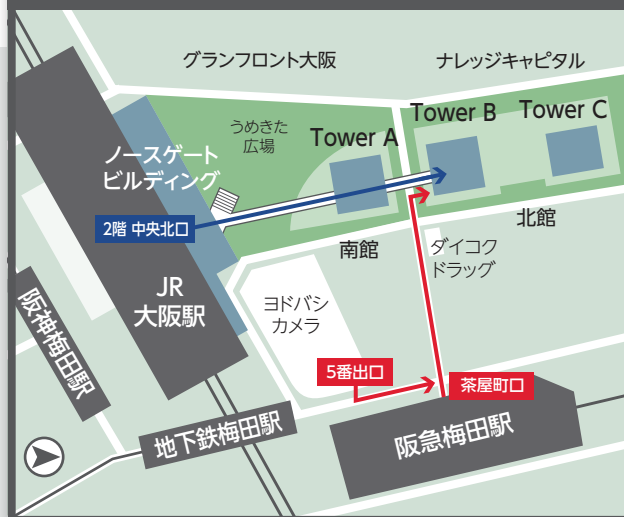 グランフロント大阪
ナレッジキャピタル
うめきた
広場
Tower A
Tower B
Tower C
ノースゲート
ビルディング
2階 中央北口
南館
北館
ダイコク
ドラッグ
JR
大阪駅
ヨドバシ
カメラ
阪神梅田駅
5番出口
茶屋町口
地下鉄梅田駅
阪急梅田駅